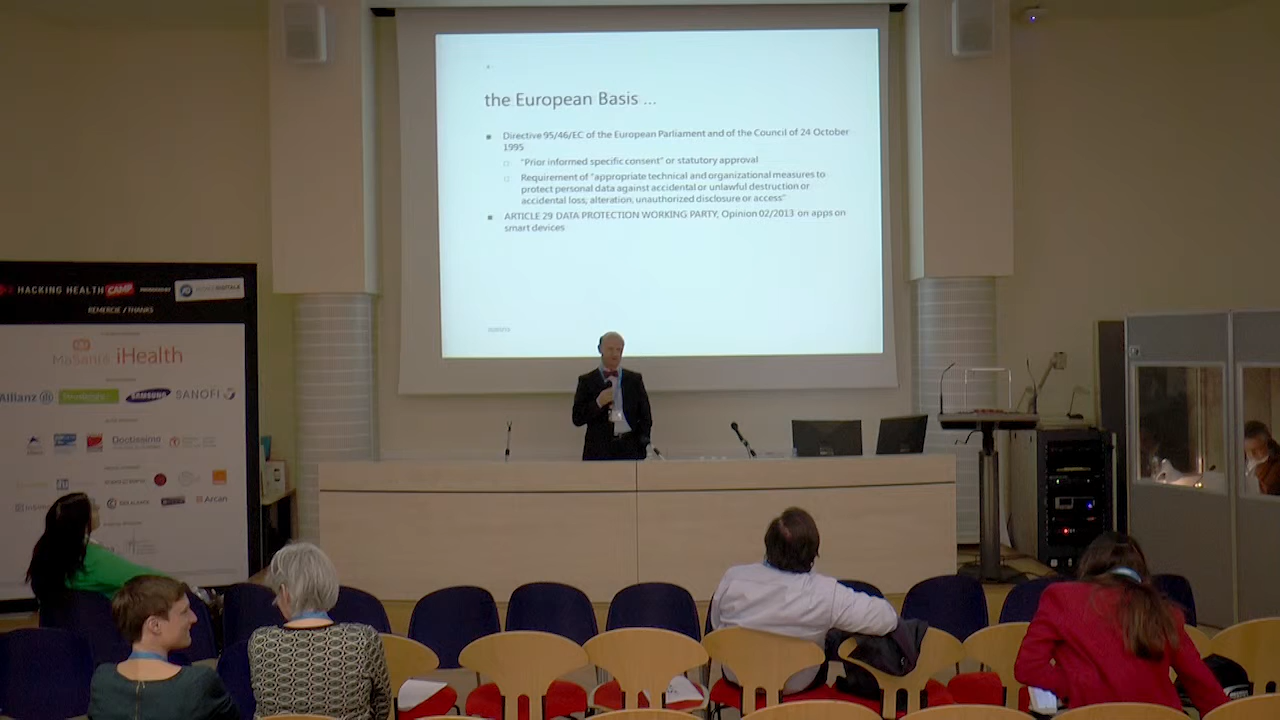 the European Basis ...
Directive 95/46/EC of the European Parliament and of the Council of 24 October
1995
"Prior informed specific consent" or statutory approval
Requirement of "appropriate technical and organizational measures to
protect personal data against accidental or unlawful destruction or
accidental loss, alteration, unauthorized disclosure or access"
ARTICLE 29 DATA PROTECTION WORKING PARTY, Opinion 02/2013 on apps on
smart devices
HACKING HEALTH CAMP
REMERCIE / THANKS
MaSanté iHealth
Allianz SAMSUNG SANOFI
Doctissimo
Arcan